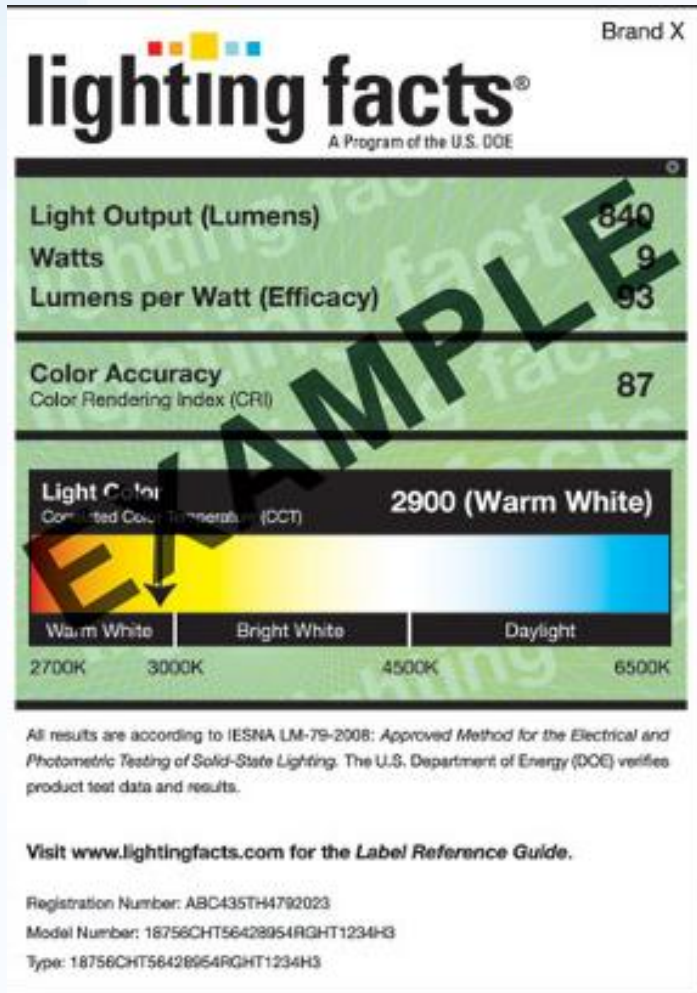 Brand X
lighting facts®
A Program of the U.S. DOE
Light Output (Lumens) 840
Watts 9
Lumens per Watt (Efficacy) 93
Color Accuracy
Color Rendering Index (CRI) 87
Light Color
Correlated Color Temperature (CCT) 2900 (Warm White)
EXAMPLE
Warm White Bright White Daylight
2700K 3000K 4500K 6500K
All results are according to IESNA LM-79-2008: Approved Method for the Electrical and
Photometric Testing of Solid-State Lighting. The U.S. Department of Energy (DOE) verifies
product test data and results.
Visit www.lightingfacts.com for the Label Reference Guide.
Registration Number: ABC435TH4792023
Model Number: 18756CHT56428954RGHT1234H3
Type: 18756CHT56428954RGHT1234H3